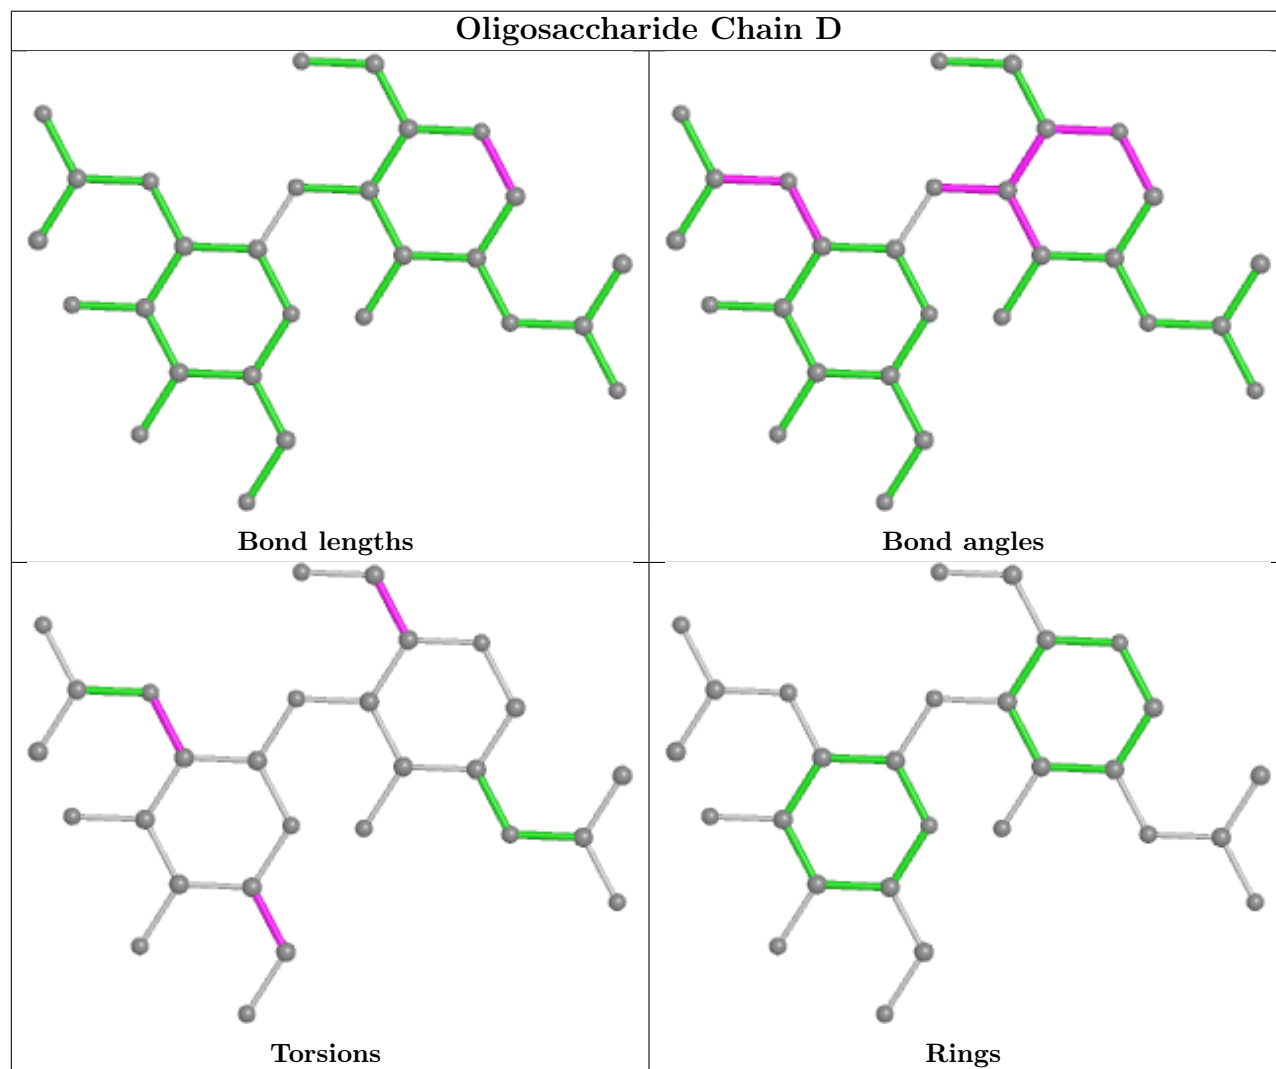 Oligosaccharide Chain D
Bond lengths
Bond angles
Torsions
Rings